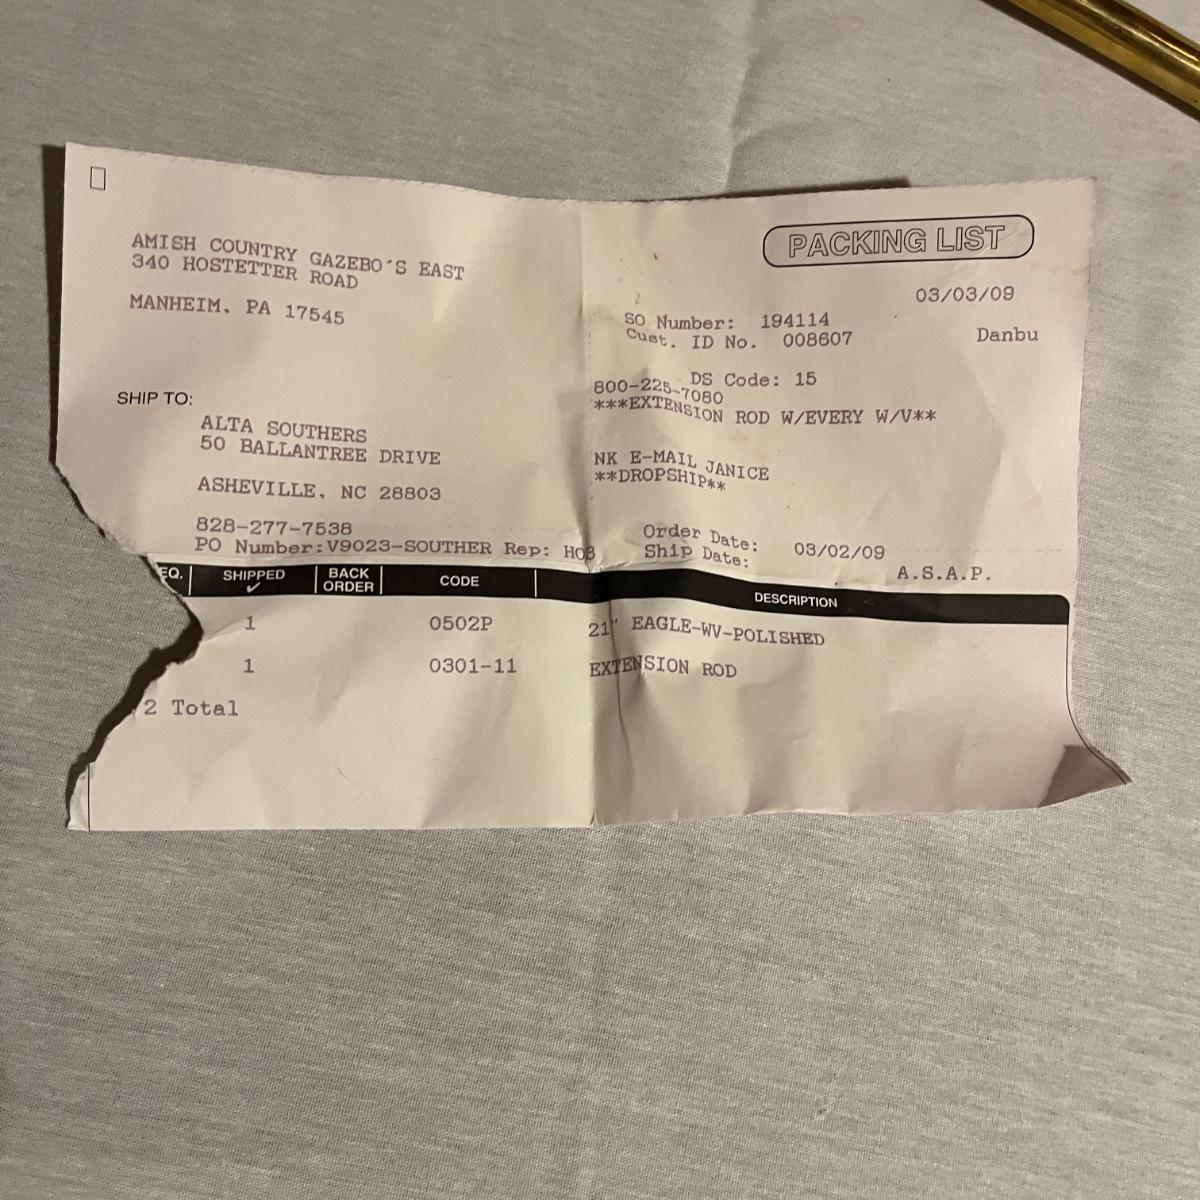 PACKING LIST
AMISH COUNTRY GAZEBO'S EAST
340 HOSTETTER ROAD
MANHEIM, PA 17545
03/03/09
SO Number: 194114
Cust. ID No. 008607 Danbu
DS Code: 15
800-225-7080
***EXTENSION ROD W/EVERY W/V**
SHIP TO:
ALTA SOUTHERS
50 BALLANTREE DRIVE
ASHEVILLE, NC 28803
NK E-MAIL JANICE
**DROPSHIP**
828-277-7538
PO Number:V9023-SOUTHER Rep: HO8
Order Date: 03/02/09
Ship Date: A.S.A.P.
EQ. SHIPPED ✓ BACK ORDER CODE DESCRIPTION
1 0502P 21" EAGLE-WV-POLISHED
1 0301-11 EXTENSION ROD
2 Total